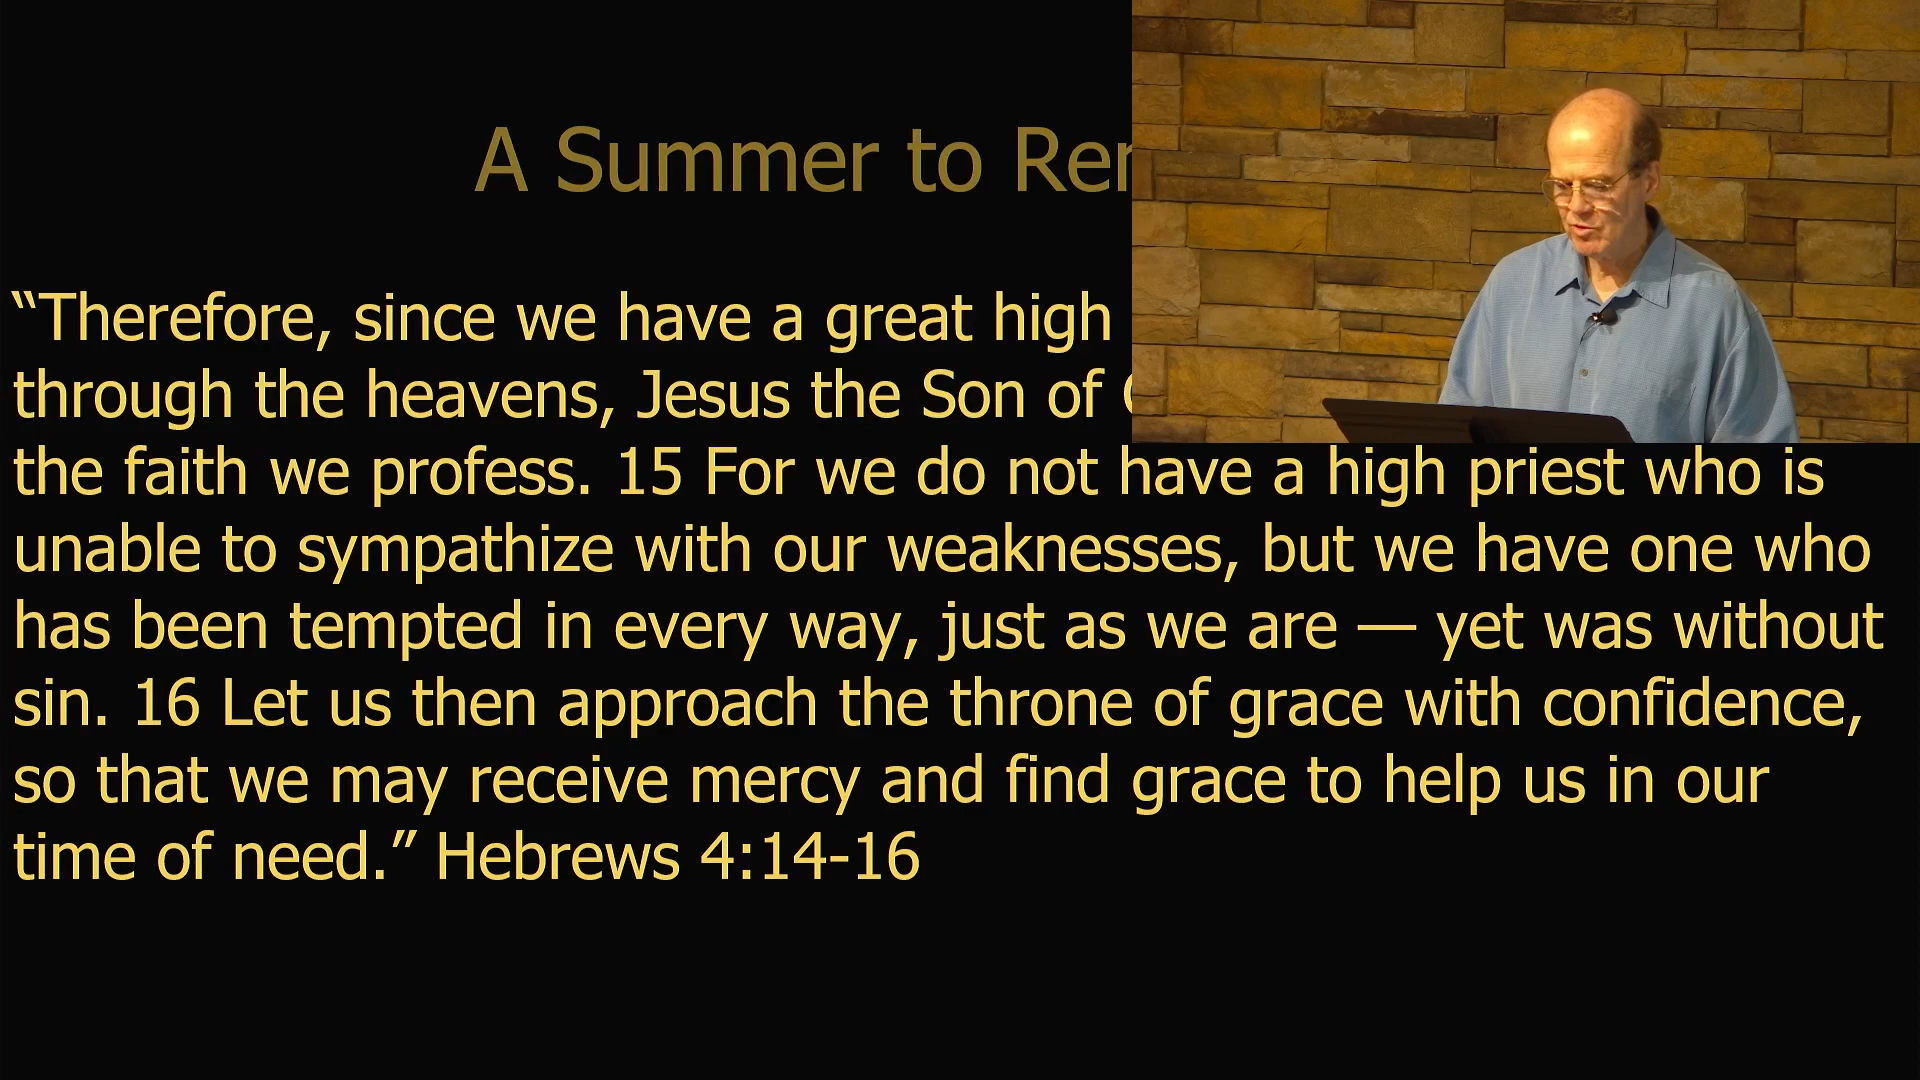 A Summer to
“Therefore, since we have a great high
through the heavens, Jesus the Son of
the faith we profess. 15 For we do not have a high priest who is
unable to sympathize with our weaknesses, but we have one who
has been tempted in every way, just as we are — yet was without
sin. 16 Let us then approach the throne of grace with confidence,
so that we may receive mercy and find grace to help us in our
time of need.” Hebrews 4:14-16